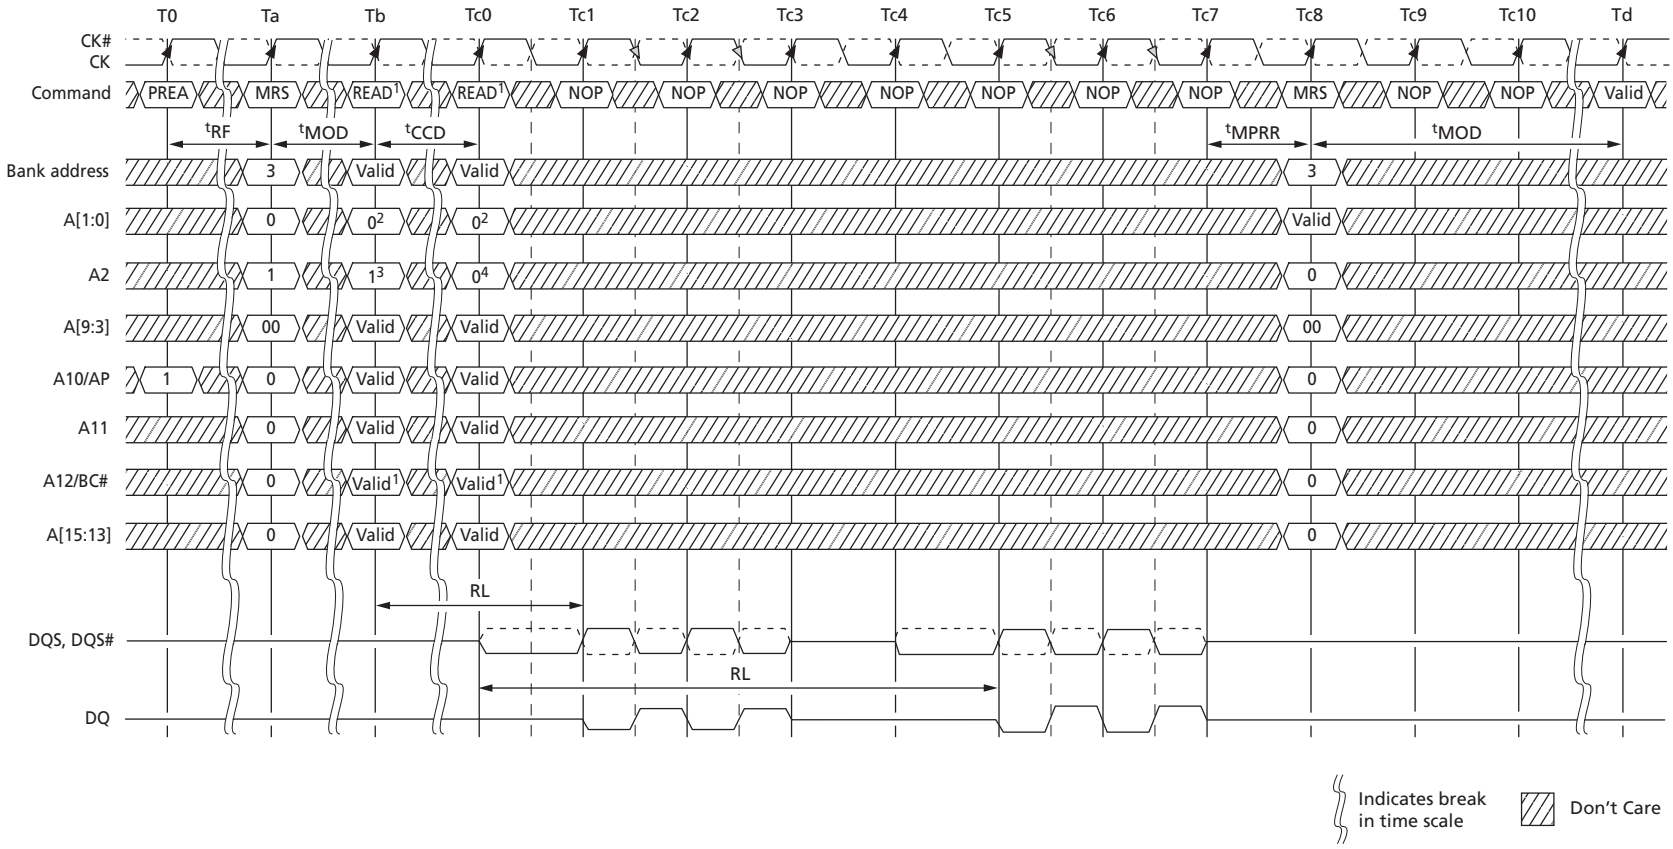 T0 Ta Tb Tc0 Tc1 Tc2 Tc3 Tc4 Tc5 Tc6 Tc7 Tc8 Tc9 Tc10 Td
CK#
CK
Command PREA MRS READ¹ READ¹ NOP NOP NOP NOP NOP NOP NOP MRS NOP NOP Valid
tRF tMOD tCCD tMPRR tMOD
Bank address 3 Valid Valid 3
A[1:0] 0 0² 0² Valid
A2 1 1³ 0⁴ 0
A[9:3] 00 Valid Valid 00
A10/AP 1 0 Valid Valid 0
A11 0 Valid Valid 0
A12/BC# 0 Valid¹ Valid¹ 0
A[15:13] 0 Valid Valid 0
RL
DQS, DQS#
RL
DQ
Indicates break
in time scale
Don't Care